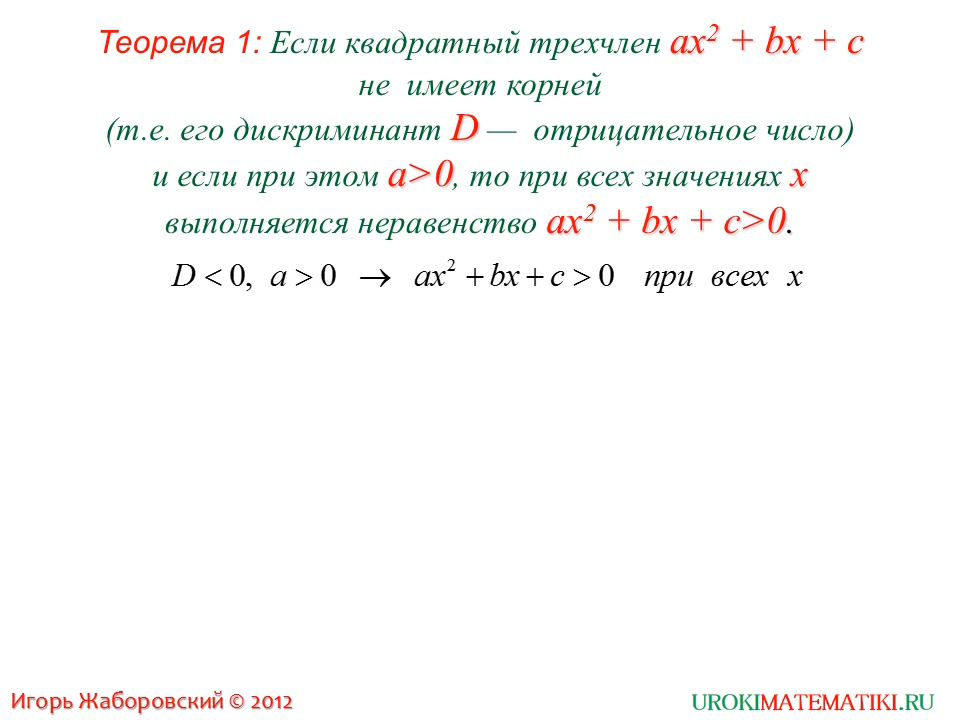 Теорема 1: Если квадратный трехчлен ax² + bx + c
не имеет корней
(т.е. его дискриминант D — отрицательное число)
и если при этом a>0, то при всех значениях x
выполняется неравенство ax² + bx + c>0.
D < 0, a > 0 → ax² + bx + c > 0 при всех x
Игорь Жаборовский © 2012
UROKIMATEMATIKI.RU